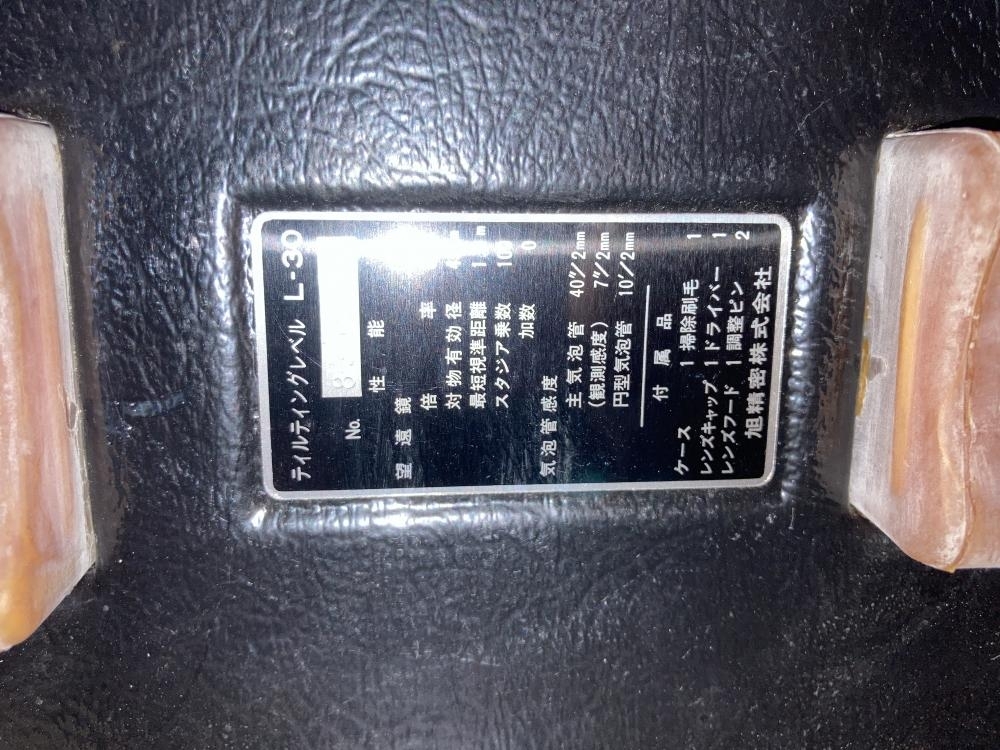 ティルティングレベル L-30
No. 8
性 能
望 遠 鏡
倍 率
対物有効径
最短視準距離 1 m
スタジア乗数
加数 0
気泡管感度
主気泡管 40″/2mm
(観測感度) 7″/2mm
円型気泡管 10′/2mm
付 属 品
ケース 1 掃除刷毛 1
レンズキャップ 1 ドライバー 1
レンズフード 1 調整ピン 2
旭精密株式会社